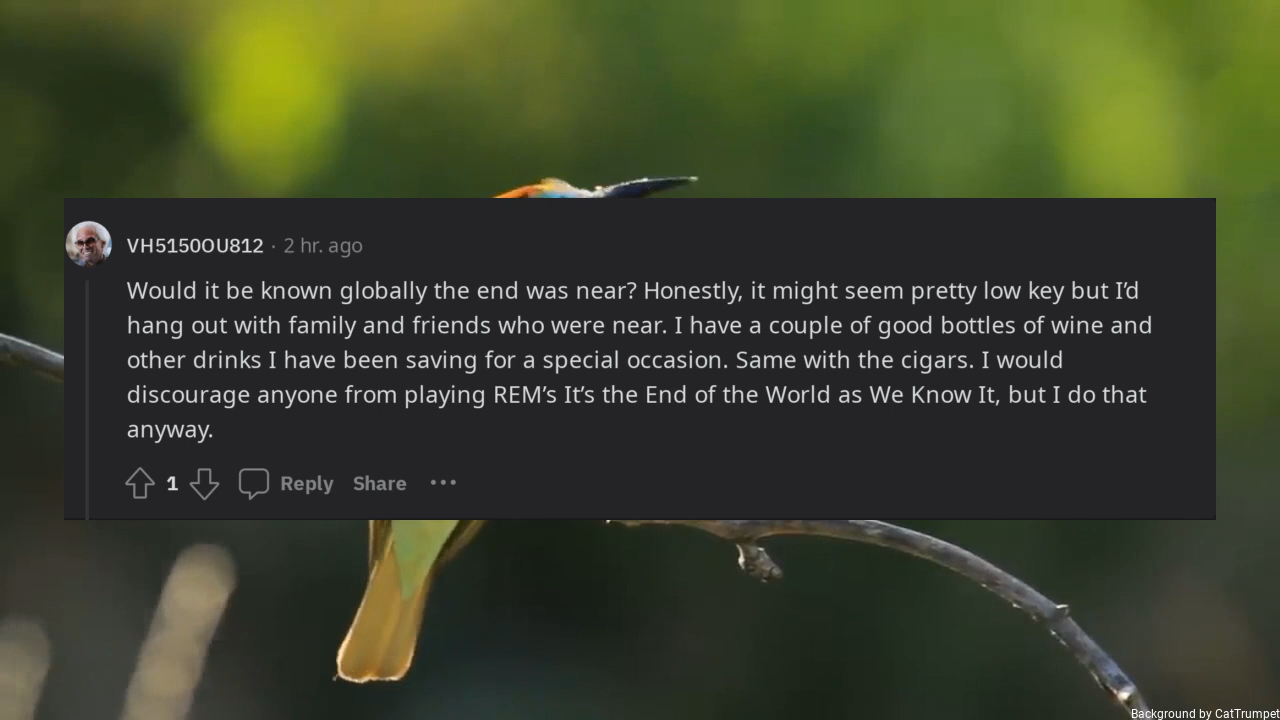 VH5150OU812 · 2 hr. ago
Would it be known globally the end was near? Honestly, it might seem pretty low key but I’d
hang out with family and friends who were near. I have a couple of good bottles of wine and
other drinks I have been saving for a special occasion. Same with the cigars. I would
discourage anyone from playing REM’s It’s the End of the World as We Know It, but I do that
anyway.
1 Reply Share
Background by CatTrumpet